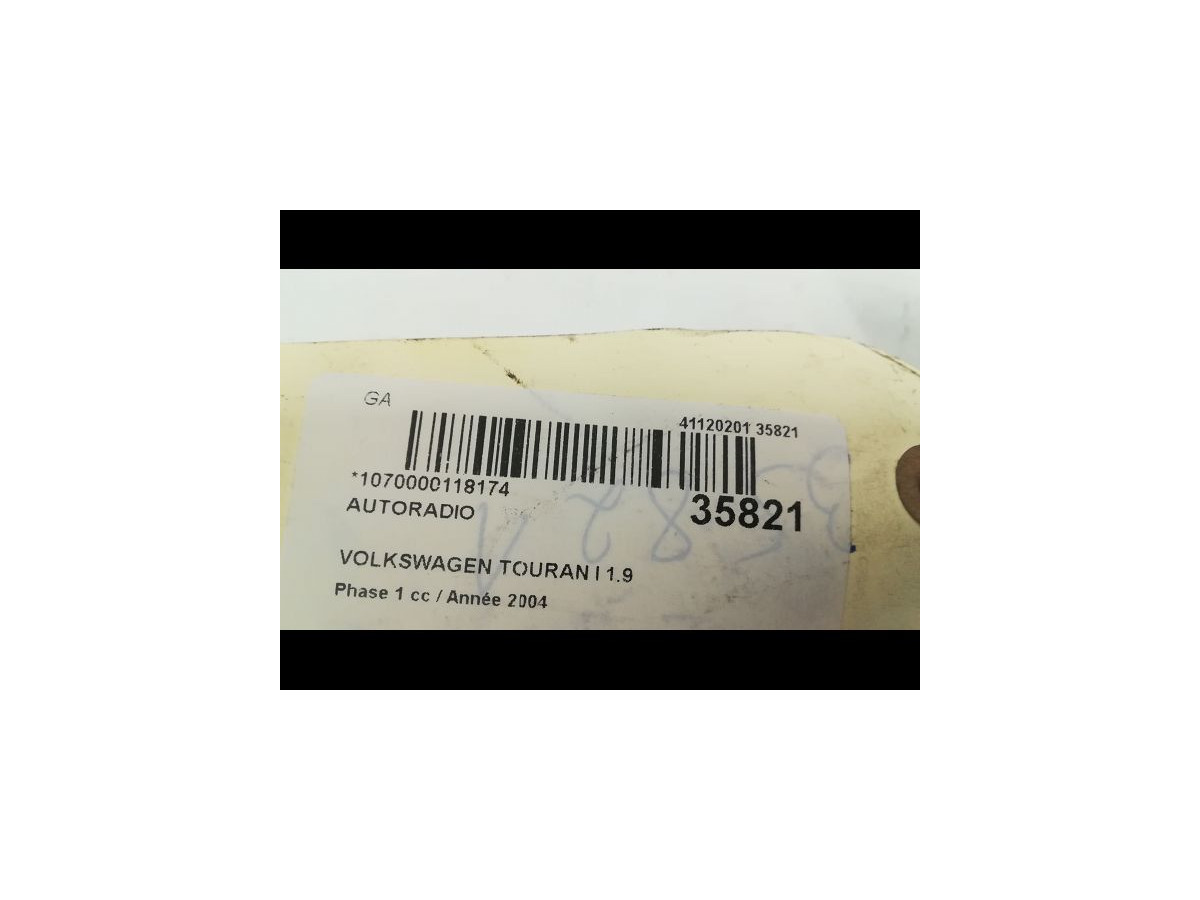 GA
41120201 35821
*1070000118174
35821
AUTORADIO
VOLKSWAGEN TOURAN I 1.9
Phase 1 cc / Année 2004